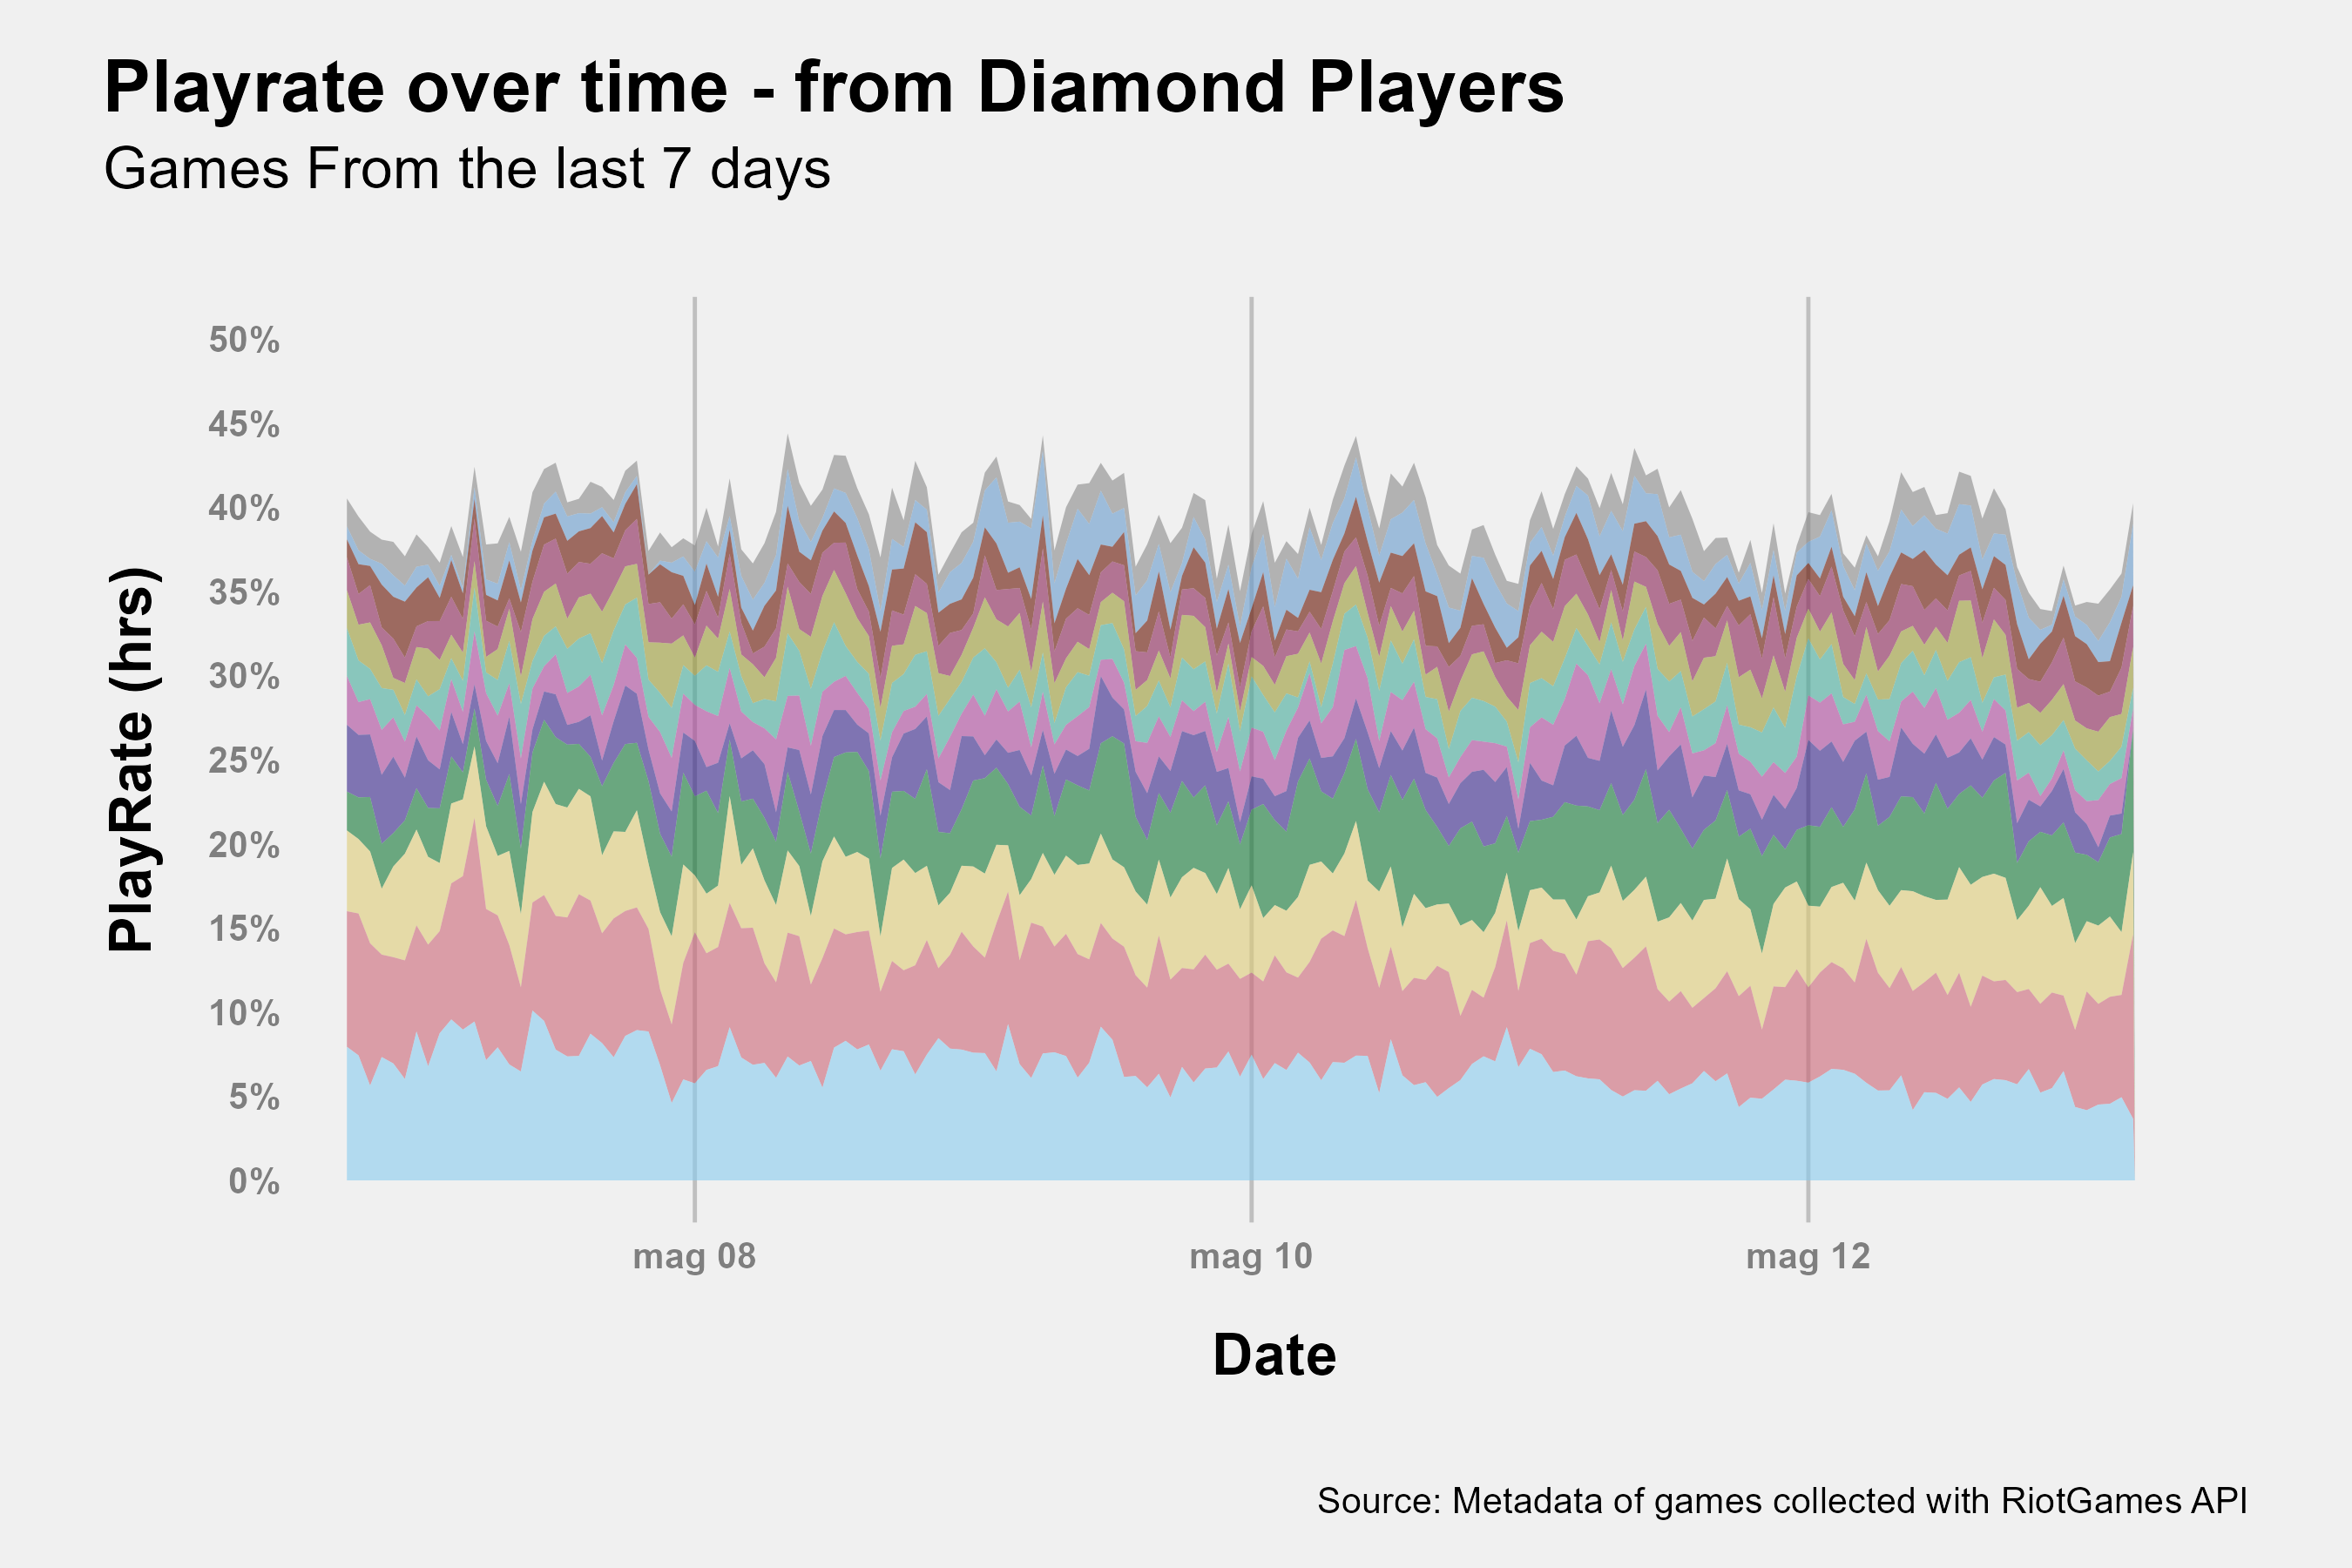 Playrate over time - from Diamond Players
Games From the last 7 days
PlayRate (hrs)
50%
45%
40%
35%
30%
25%
20%
15%
10%
5%
0%
mag 08
mag 10
mag 12
Date
Source: Metadata of games collected with RiotGames API